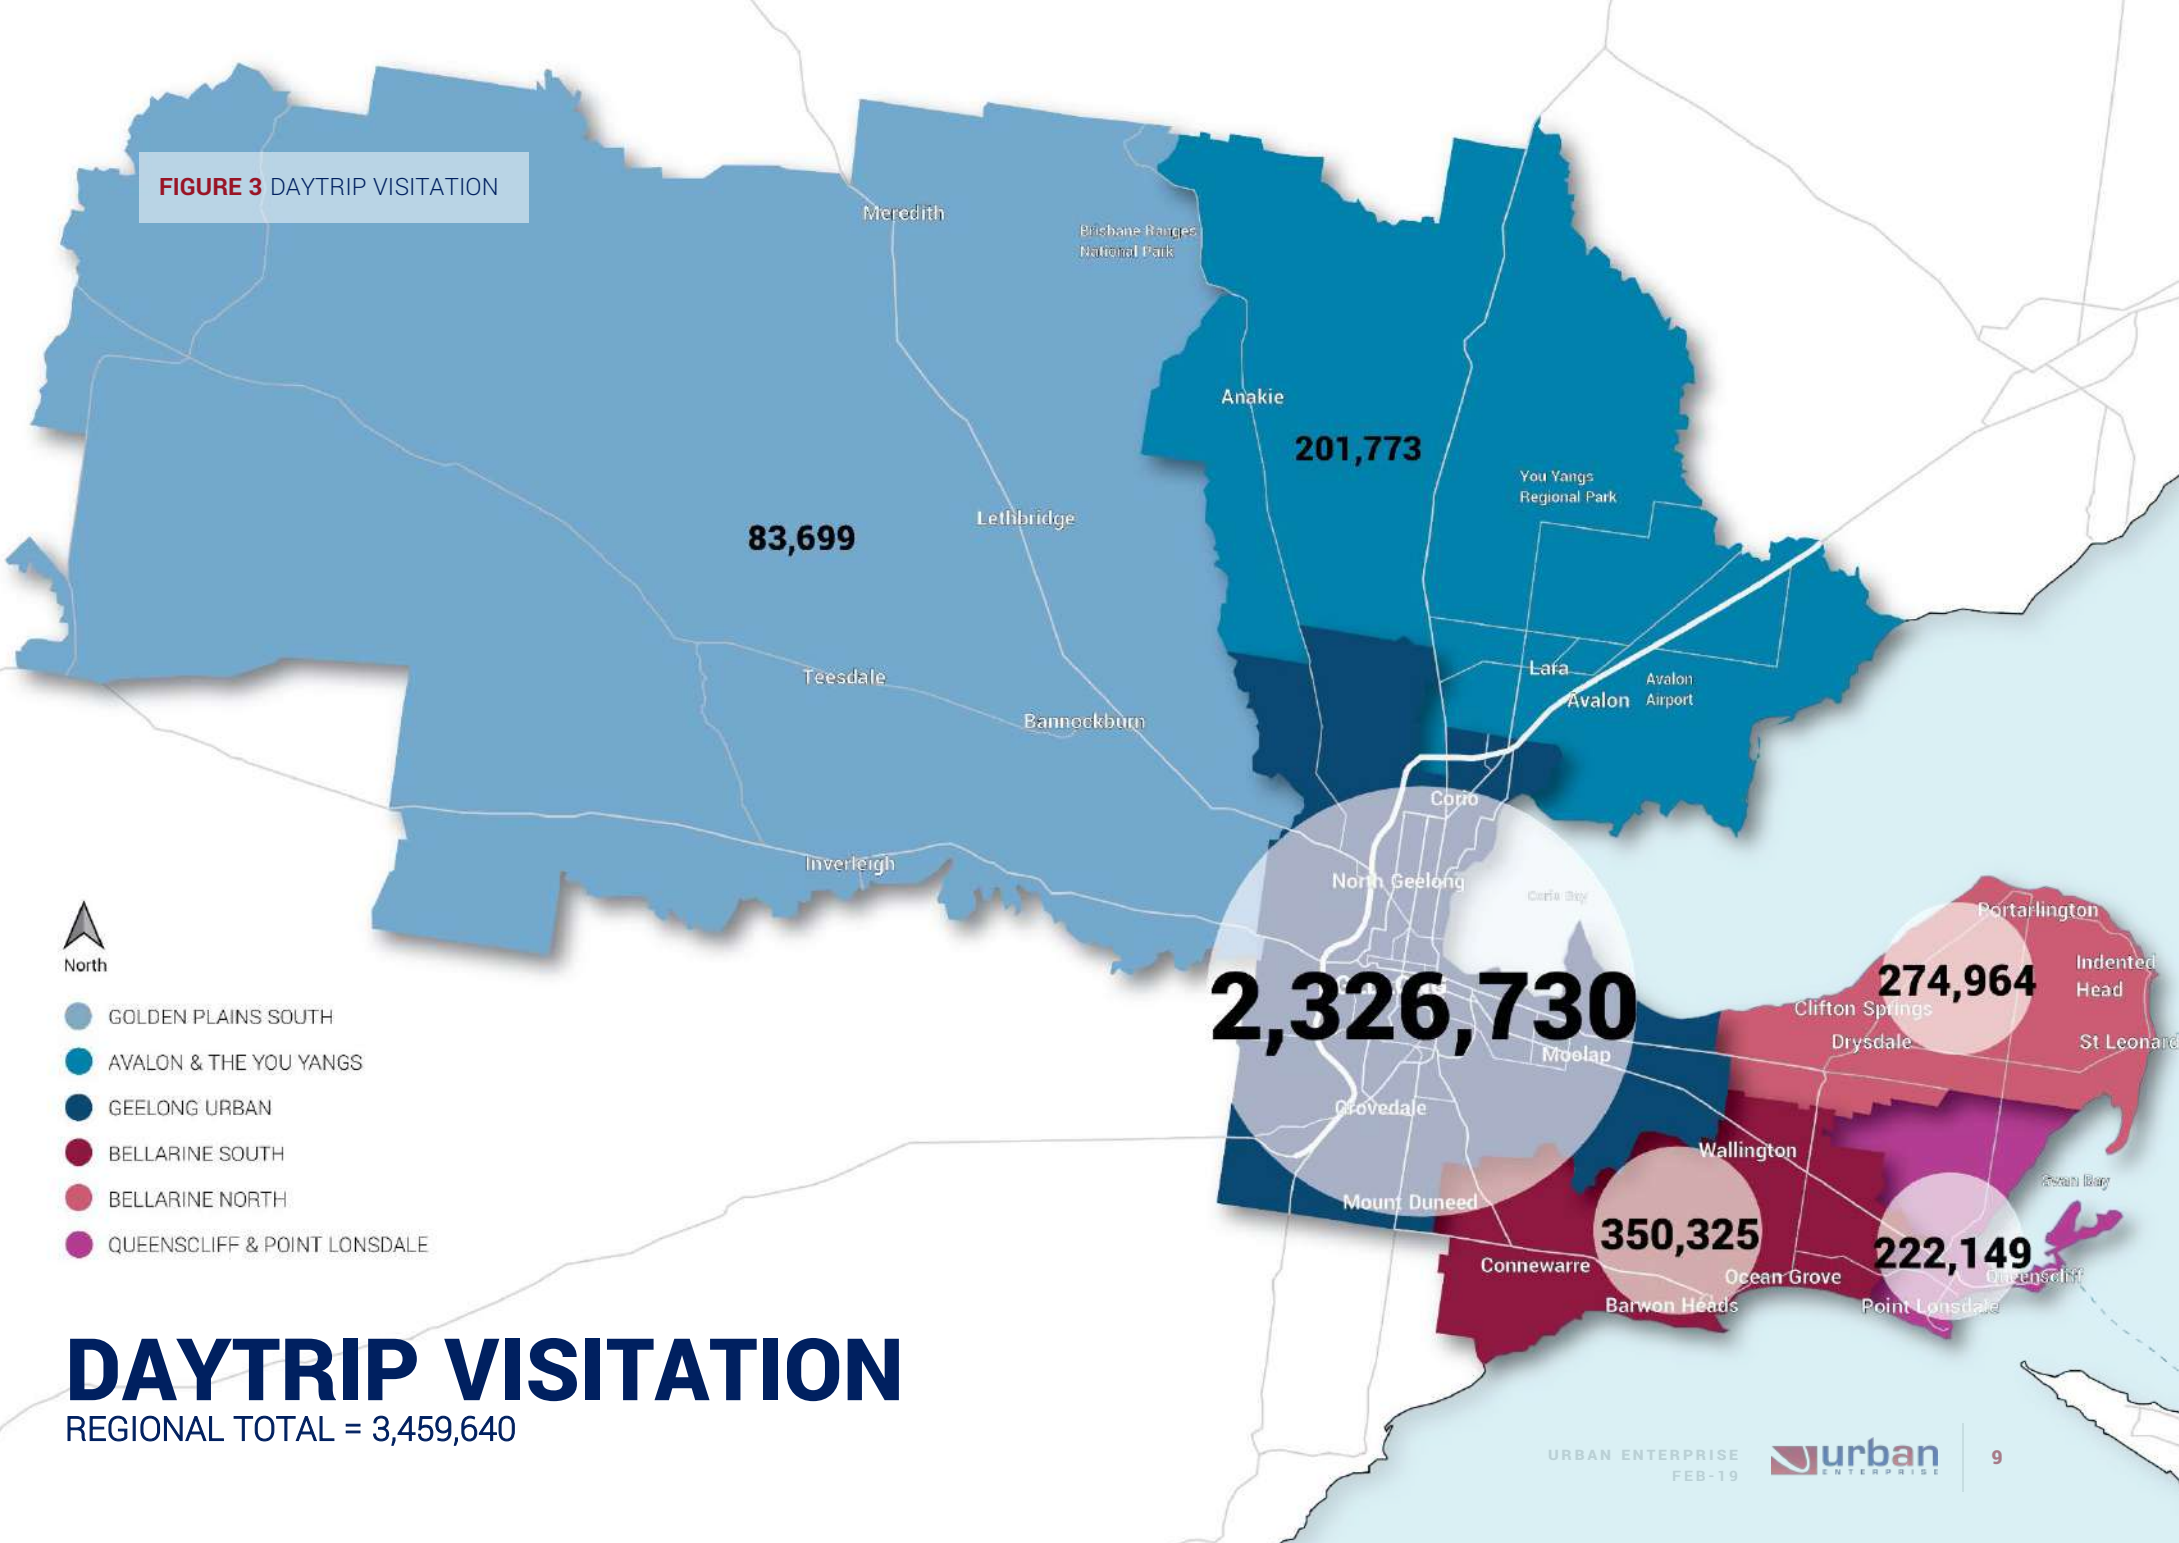 FIGURE 3 DAYTRIP VISITATION
Meredith
Brisbane Ranges
National Park
Anakie
201,773
You Yangs
Regional Park
Lethbridge
83,699
Lara
Avalon
Airport
Avalon
Teesdale
Bannockburn
Corio
Inverleigh
North Geelong
Corio Bay
Portarlington
Indented
Head
274,964
Clifton Springs
Drysdale
St Leonard
2,326,730
Moolap
Grovedale
Wallington
Swan Bay
Mount Duneed
350,325
222,149
Connewarre
Ocean Grove
Queenscliff
Barwon Heads
Point Lonsdale
North
GOLDEN PLAINS SOUTH
AVALON & THE YOU YANGS
GEELONG URBAN
BELLARINE SOUTH
BELLARINE NORTH
QUEENSCLIFF & POINT LONSDALE
DAYTRIP VISITATION
REGIONAL TOTAL = 3,459,640
URBAN ENTERPRISE
FEB-19
urban
ENTERPRISE
9